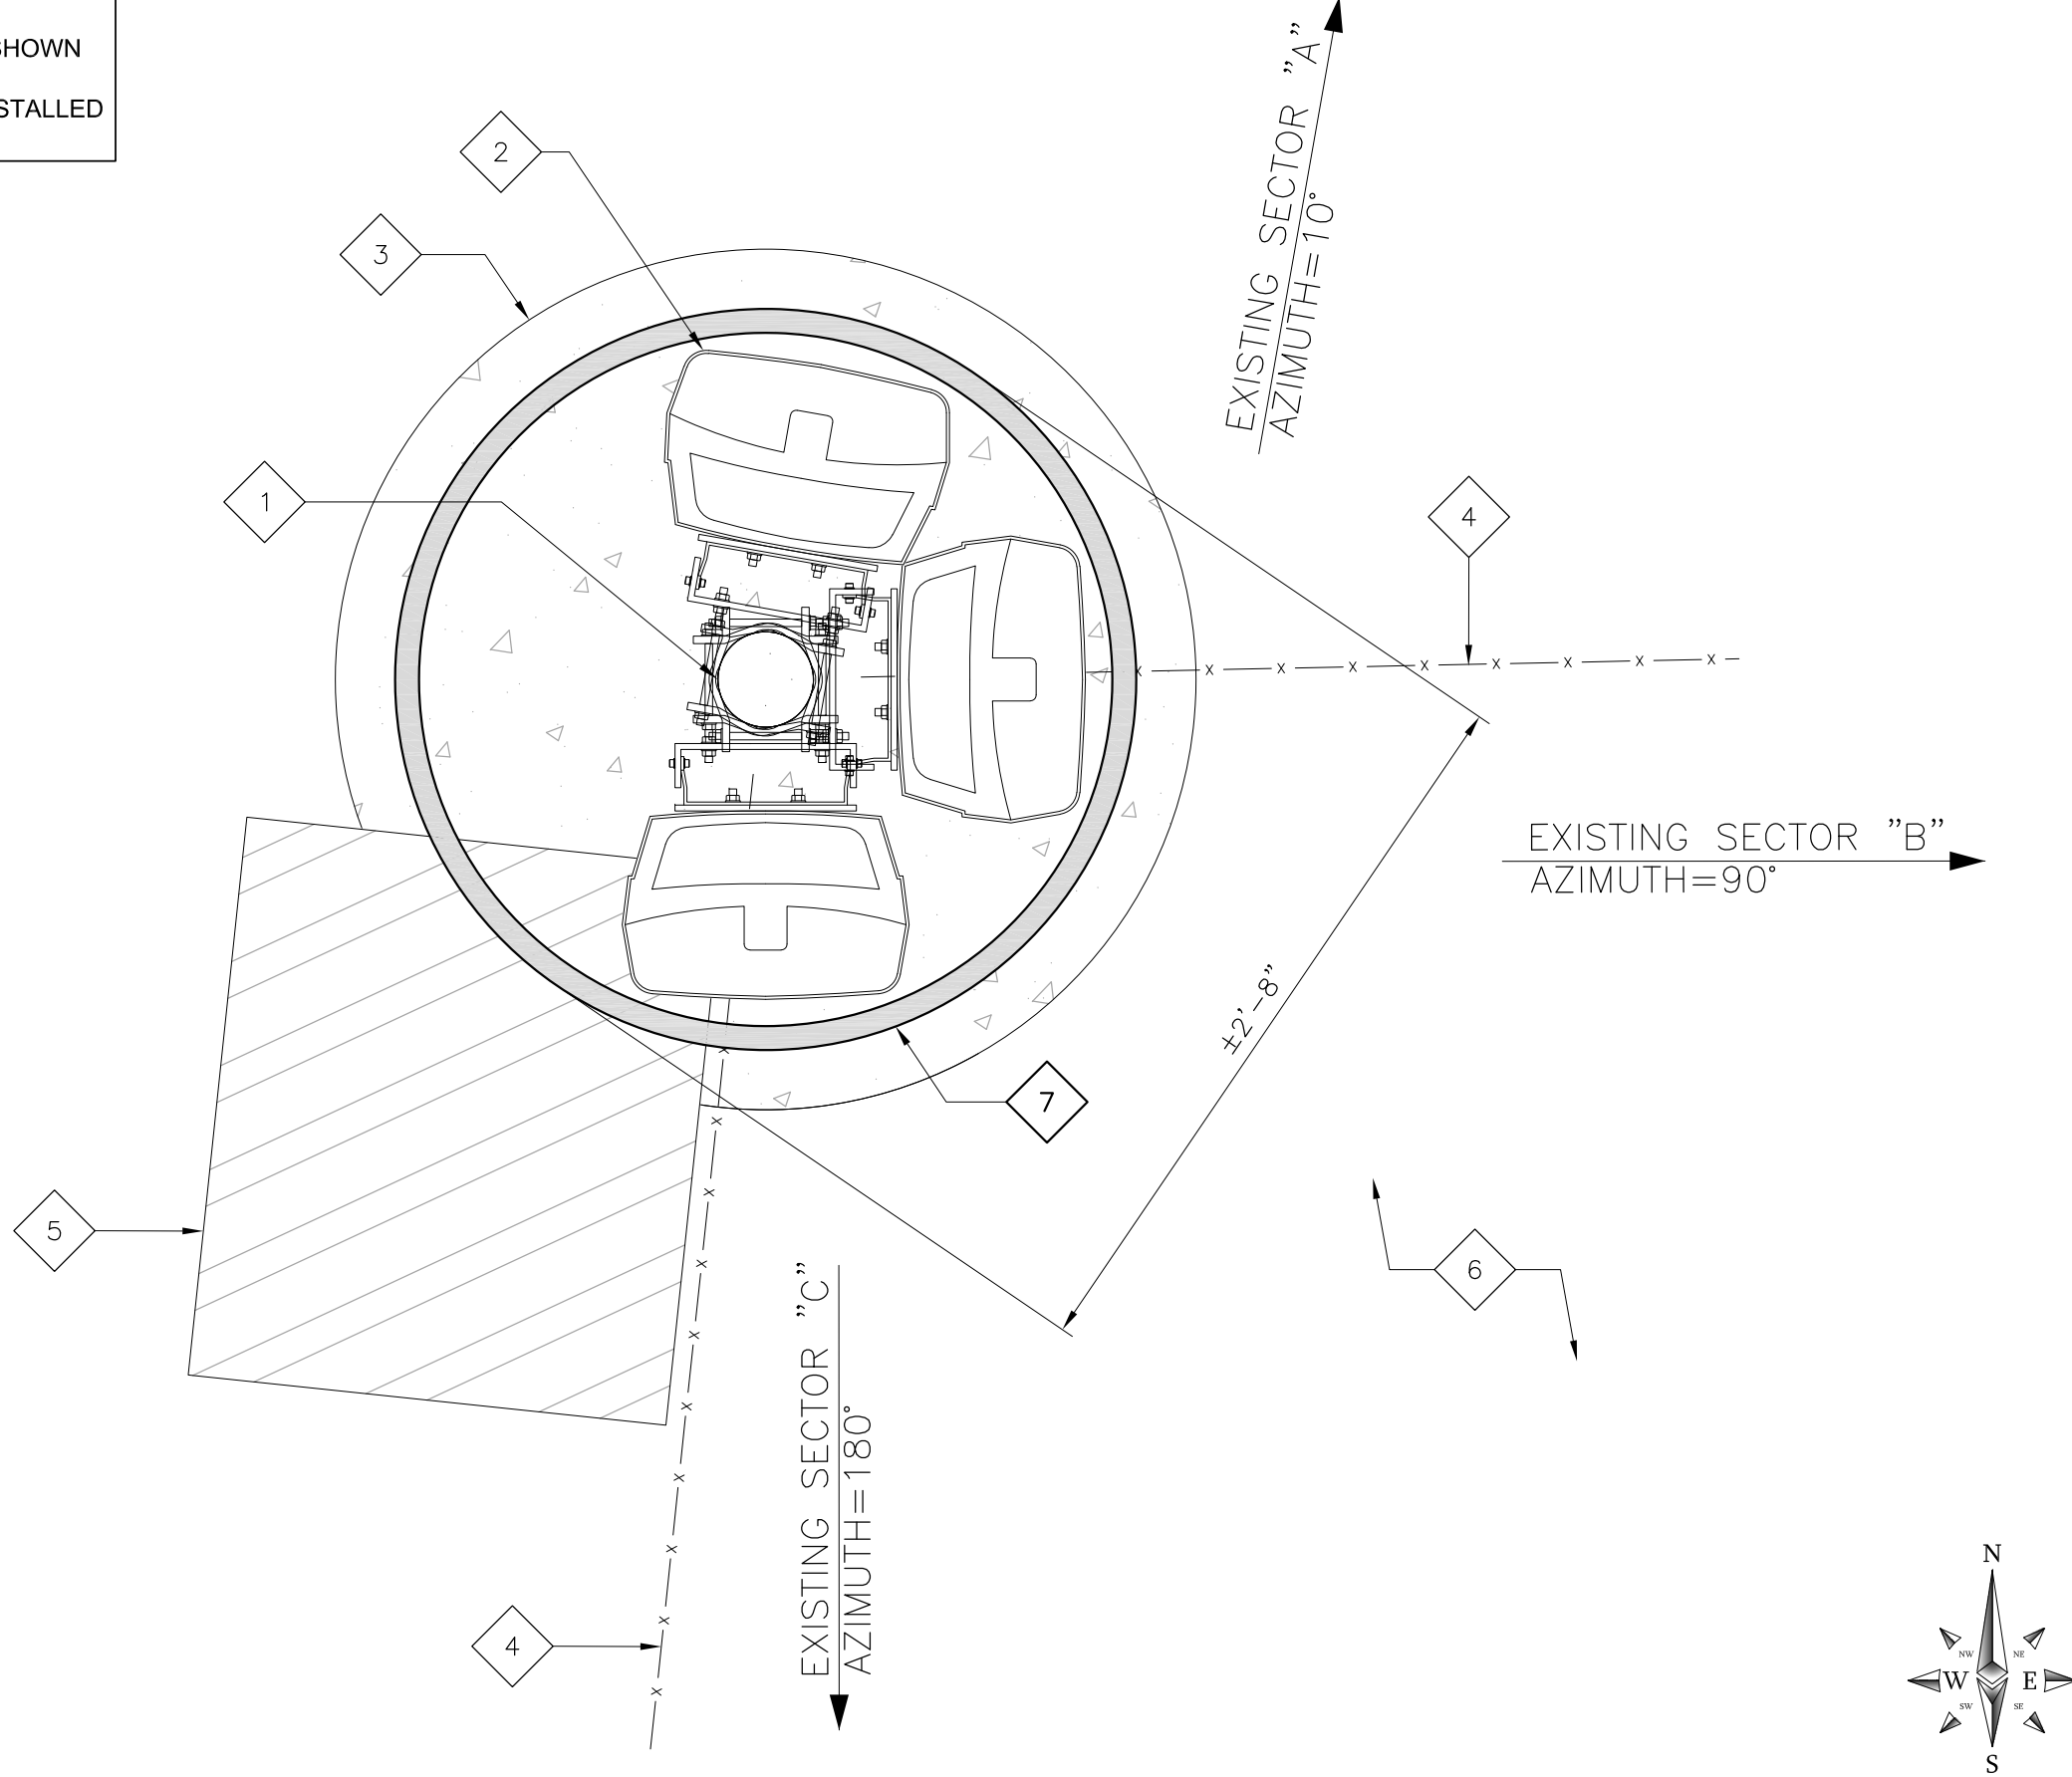 SHOWN
STALLED
2
3
EXISTING SECTOR "A"
AZIMUTH=10°
1
4
EXISTING SECTOR "B"
AZIMUTH=90°
±2'-8"
7
5
6
EXISTING SECTOR "C"
AZIMUTH=180°
4
N
NW NE
W E
SW SE
S
x x x x x x x x x
x x x x x x x x x x